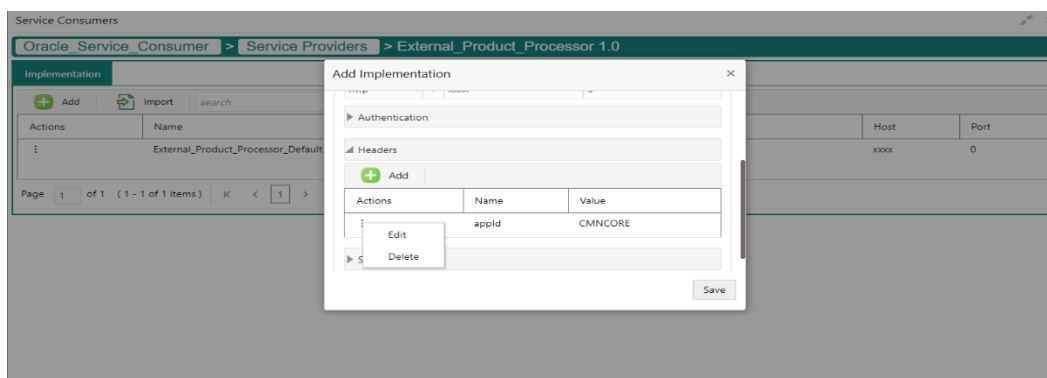 Service Consumers
Oracle_Service_Consumer > Service Providers > External_Product_Processor 1.0
Implementation
Add Import search
Actions Name Host Port
External_Product_Processor_Default xxxx 0
Page 1 of 1 (1 - 1 of 1 items) K < 1 >
Add Implementation ×
Authentication
Headers
Add
Actions Name Value
appId CMNCORE
Edit
Delete
S
Save